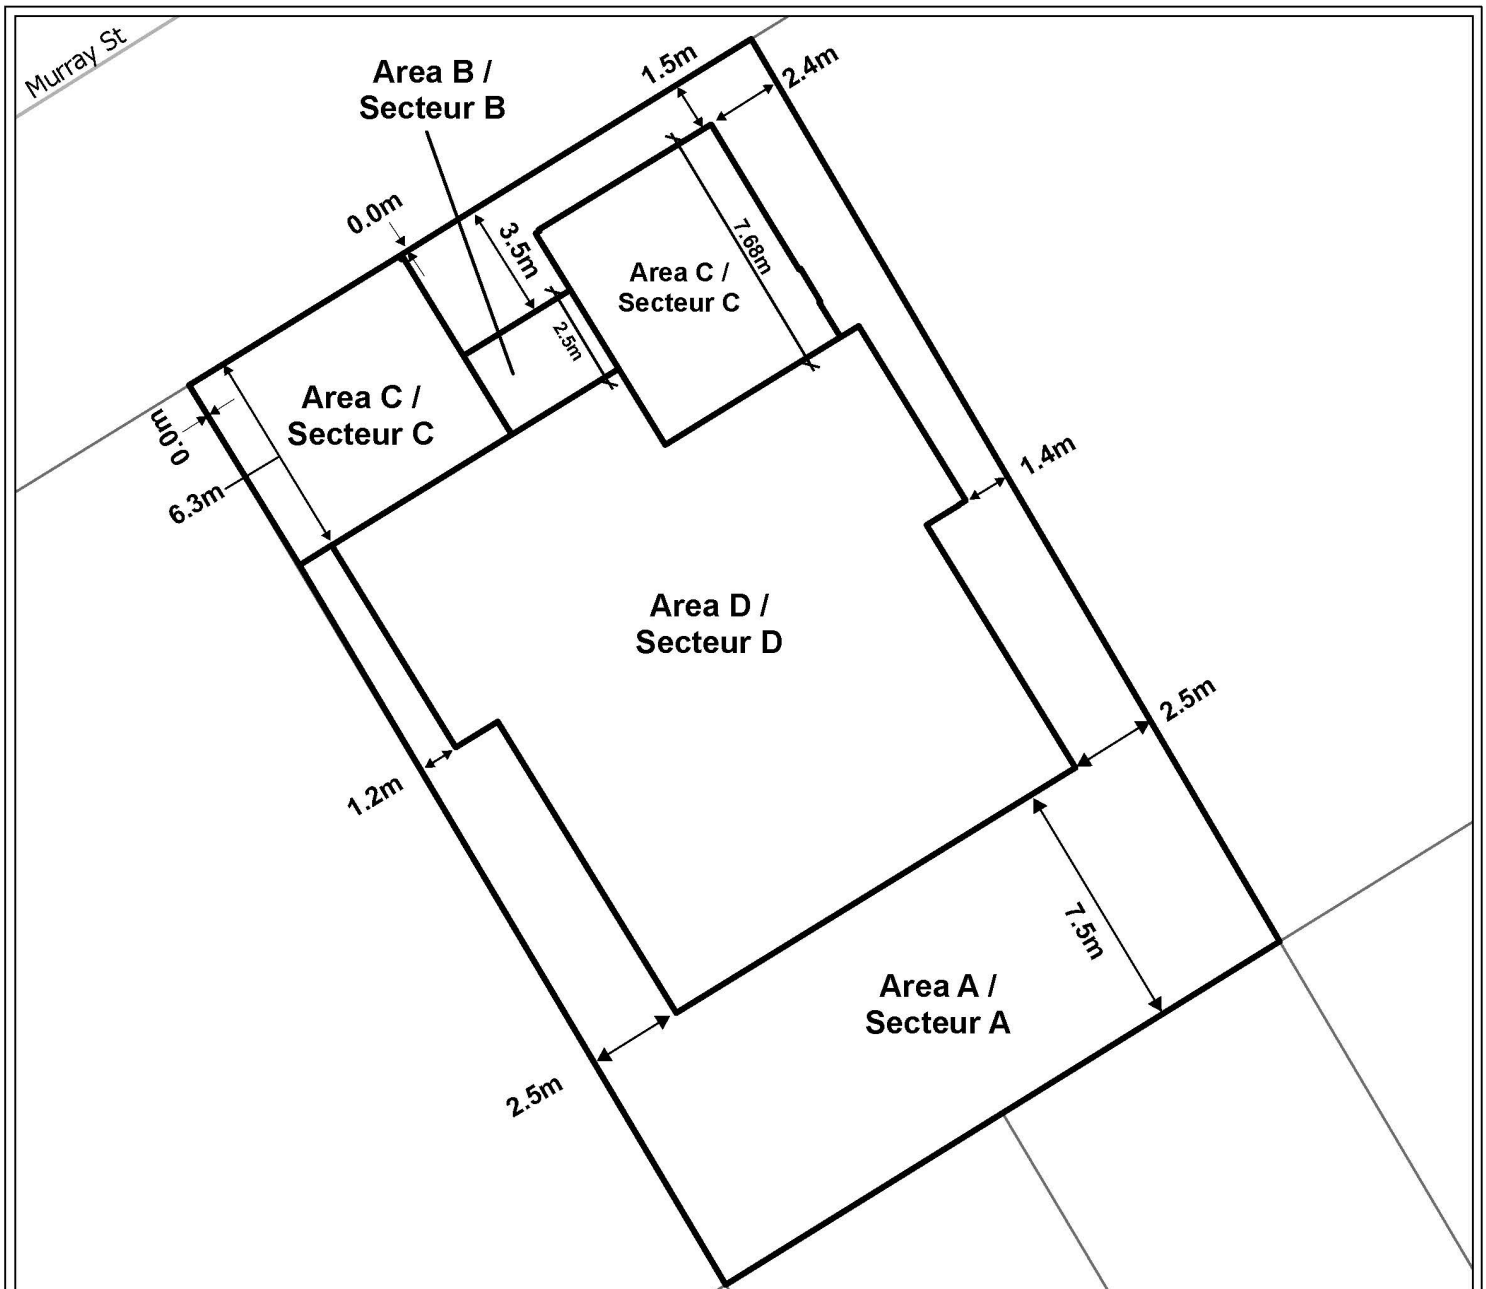 Murray St
Area B /
Secteur B
1.5m
2.4m
0.0m
3.5m
7.68m
Area C /
Secteur C
2.5m
Area C /
Secteur C
0.0m
6.3m
1.4m
Area D /
Secteur D
2.5m
1.2m
7.5m
Area A /
Secteur A
2.5m